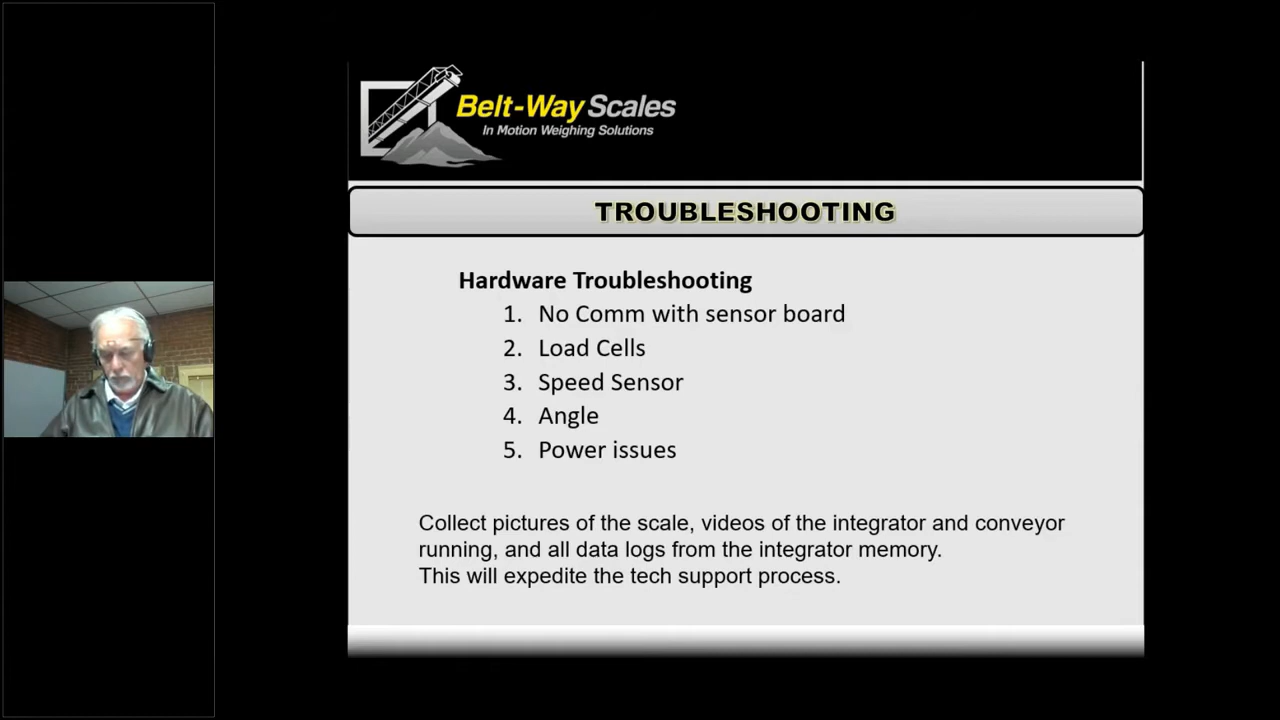 Belt-Way Scales
In Motion Weighing Solutions
TROUBLESHOOTING
Hardware Troubleshooting
1. No Comm with sensor board
2. Load Cells
3. Speed Sensor
4. Angle
5. Power issues
Collect pictures of the scale, videos of the integrator and conveyor
running, and all data logs from the integrator memory.
This will expedite the tech support process.